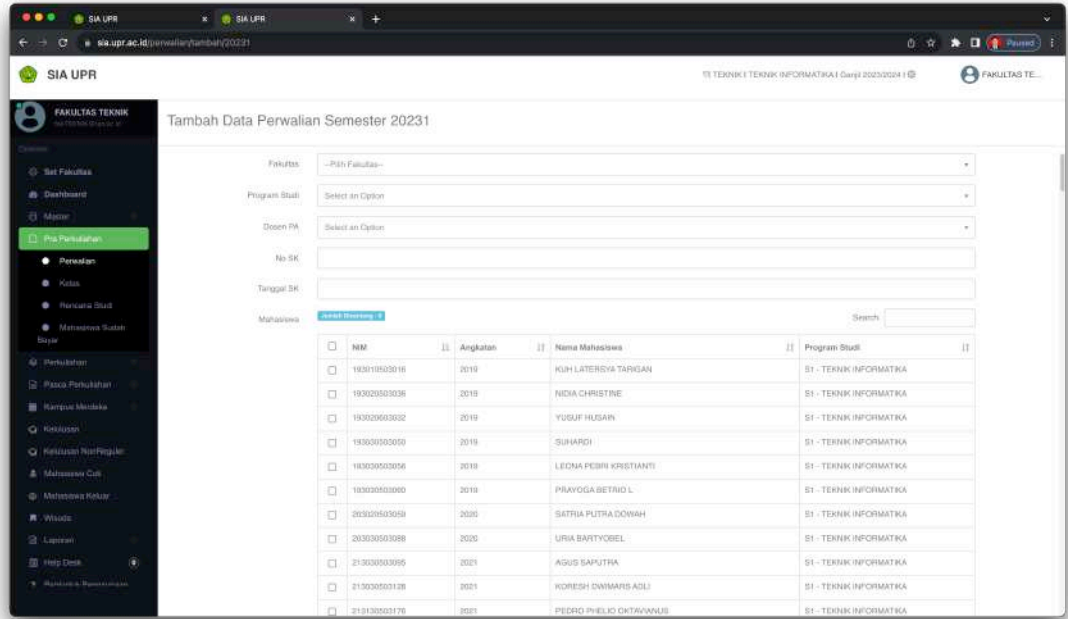 SIA UPR
SIA UPR
sia.upr.ac.id/perwalian/tambah/20231
Paused
SIA UPR
TEKNIK I TEKNIK INFORMATIKA I Ganjil 2023/2024 I
FAKULTAS TE...
FAKULTAS TEKNIK
Tambah Data Perwalian Semester 20231
Set Fakultas
Dashboard
Master
Pra Perkuliahan
Perwalian
Kelas
Rencana Studi
Mahasiswa Sudah
Bayar
Perkuliahan
Pasca Perkuliahan
Kampus Merdeka
Kelulusan
Kelulusan NonReguler
Mahasiswa Cuti
Mahasiswa Keluar
Wisuda
Laporan
Help Desk
Fakultas
--Pilih Fakultas--
Program Studi
Select an Option
Dosen PA
Select an Option
No SK
Tanggal SK
Mahasiswa
Search:
NIM Angkatan Nama Mahasiswa Program Studi
193010503016 2019 KUH LATERSYA TARIGAN S1 - TEKNIK INFORMATIKA
193020503036 2019 NIDIA CHRISTINE S1 - TEKNIK INFORMATIKA
193020603032 2019 YUSUF HUSAIN S1 - TEKNIK INFORMATIKA
193030503050 2019 SUHARDI S1 - TEKNIK INFORMATIKA
193030503056 2019 LEONA PEBRI KRISTIANTI S1 - TEKNIK INFORMATIKA
193030503060 2019 PRAYOGA BETRIO L S1 - TEKNIK INFORMATIKA
203020503059 2020 SATRIA PUTRA DOWAH S1 - TEKNIK INFORMATIKA
203030503088 2020 URIA BARTYOBEL S1 - TEKNIK INFORMATIKA
213030503095 2021 AGUS SAPUTRA S1 - TEKNIK INFORMATIKA
213030503128 2021 KORESH DWIMARS ADLI S1 - TEKNIK INFORMATIKA
213130503176 2021 PEDRO PHELIO OKTAVIANUS S1 - TEKNIK INFORMATIKA